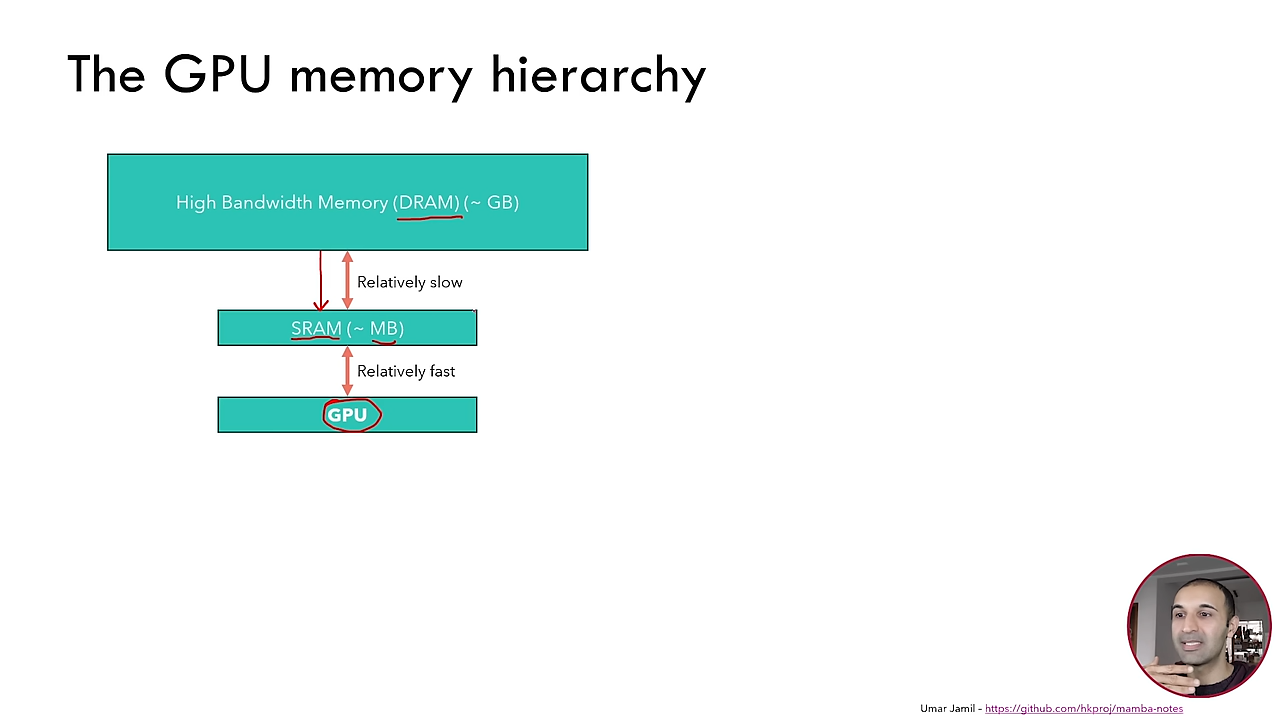 The GPU memory hierarchy
High Bandwidth Memory (DRAM) (~ GB)
Relatively slow
SRAM (~ MB)
Relatively fast
GPU
Umar Jamil – https://github.com/hkproj/mamba-notes